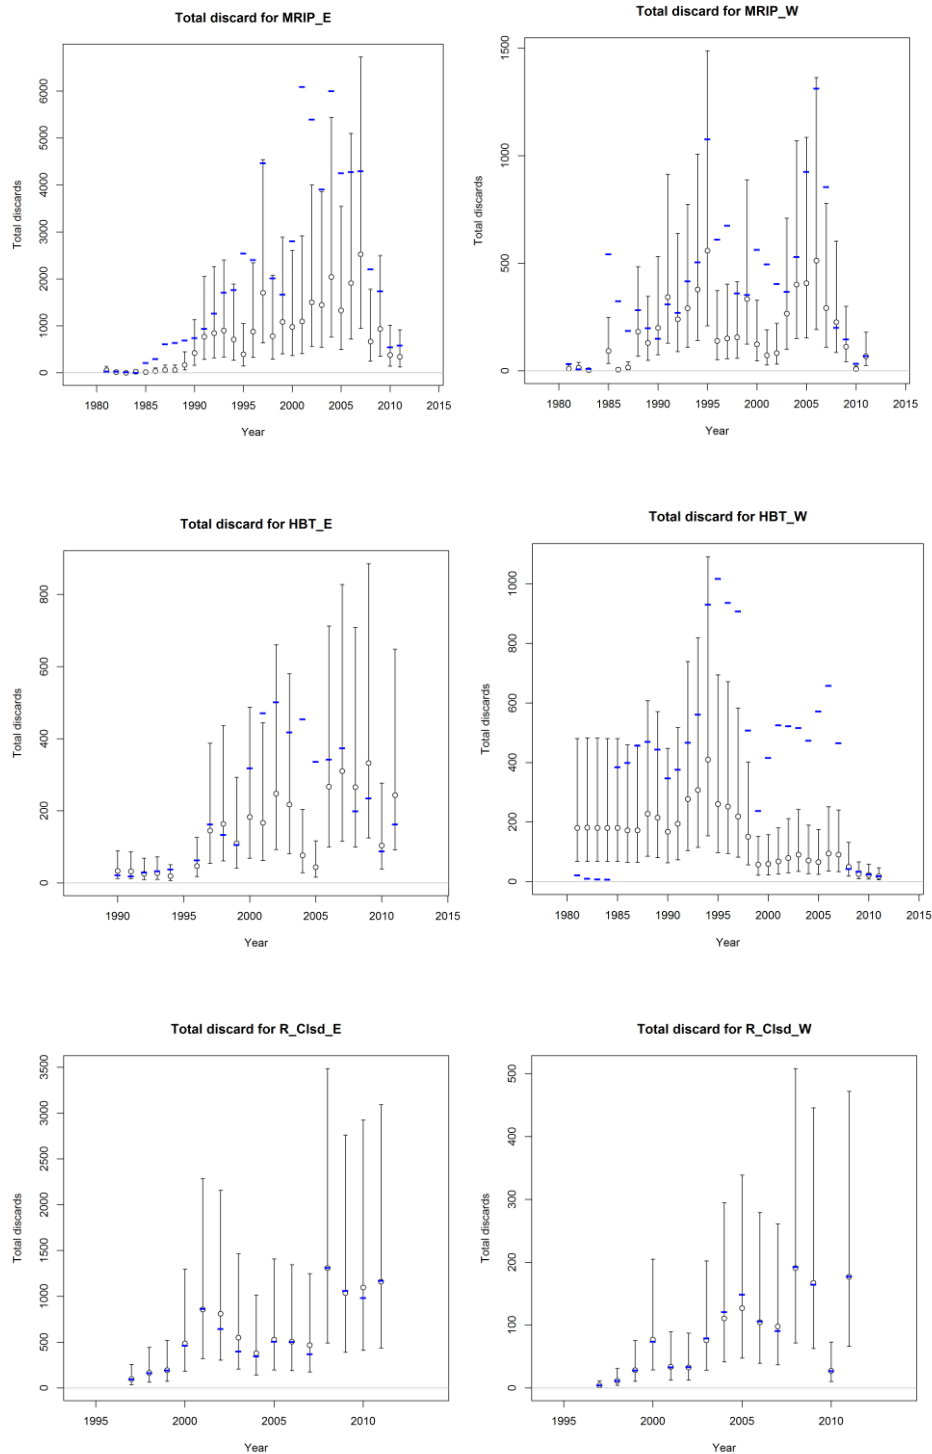 Total discard for MRIP_E
Total discards
0 1000 2000 3000 4000 5000 6000
1980 1985 1990 1995 2000 2005 2010 2015
Year
Total discard for MRIP_W
Total discards
0 500 1000 1500
1980 1985 1990 1995 2000 2005 2010 2015
Year
Total discard for HBT_E
Total discards
0 200 400 600 800
1990 1995 2000 2005 2010 2015
Year
Total discard for HBT_W
Total discards
0 200 400 600 800 1000
1980 1985 1990 1995 2000 2005 2010 2015
Year
Total discard for R_Clsd_E
Total discards
0 500 1000 1500 2000 2500 3000 3500
1995 2000 2005 2010
Year
Total discard for R_Clsd_W
Total discards
0 100 200 300 400 500
1995 2000 2005 2010
Year